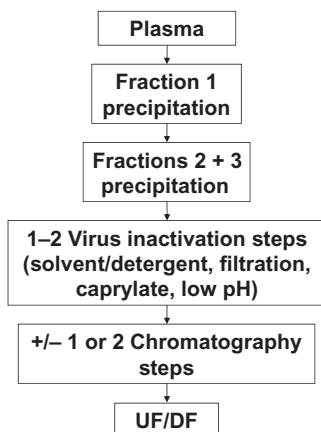 Plasma
Fraction 1
precipitation
Fractions 2 + 3
precipitation
1–2 Virus inactivation steps
(solvent/detergent, filtration,
caprylate, low pH)
+/– 1 or 2 Chromatography
steps
UF/DF